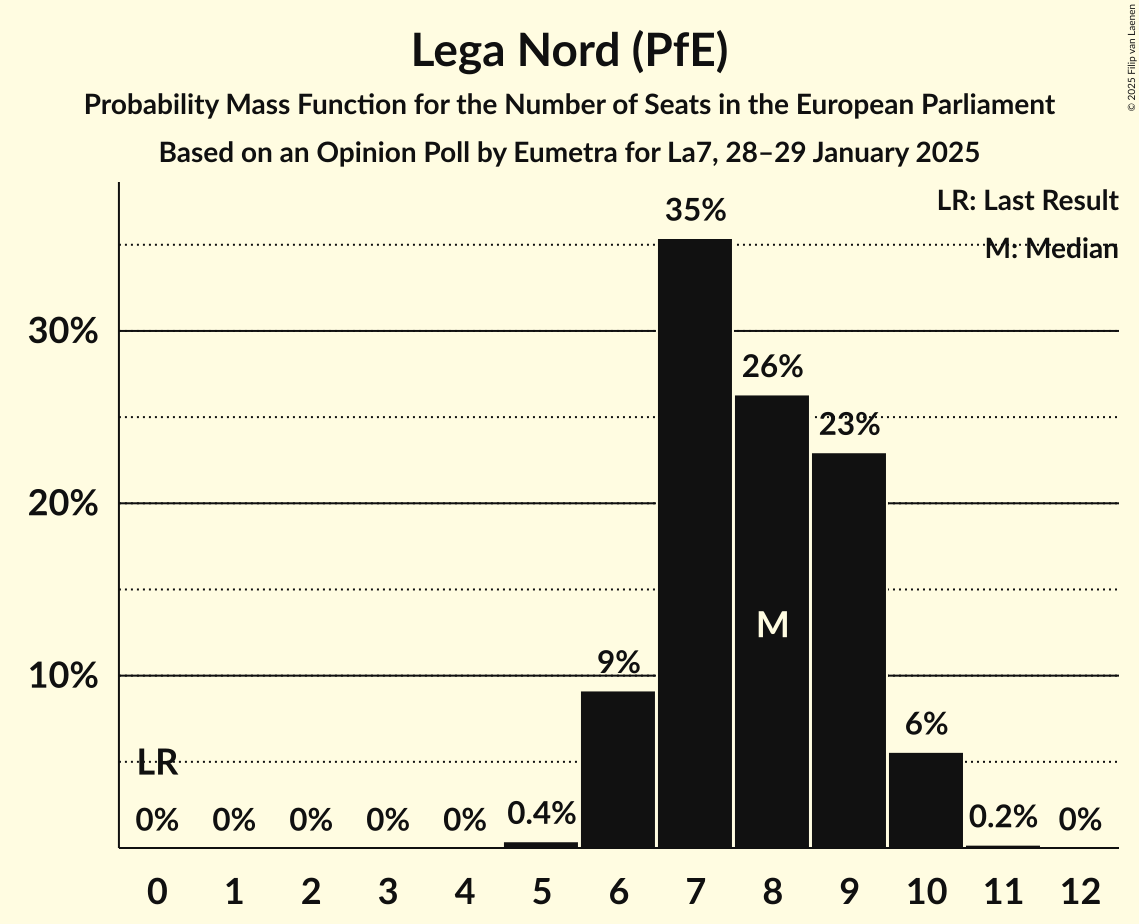 Lega Nord (PfE)
Probability Mass Function for the Number of Seats in the European Parliament
Based on an Opinion Poll by Eumetra for La7, 28–29 January 2025
© 2025 Filip van Laenen
LR: Last Result
M: Median
35%
30%
26%
23%
20%
M
10%
9%
6%
LR
0% 0% 0% 0% 0% 0.4% 0.2% 0%
0 1 2 3 4 5 6 7 8 9 10 11 12